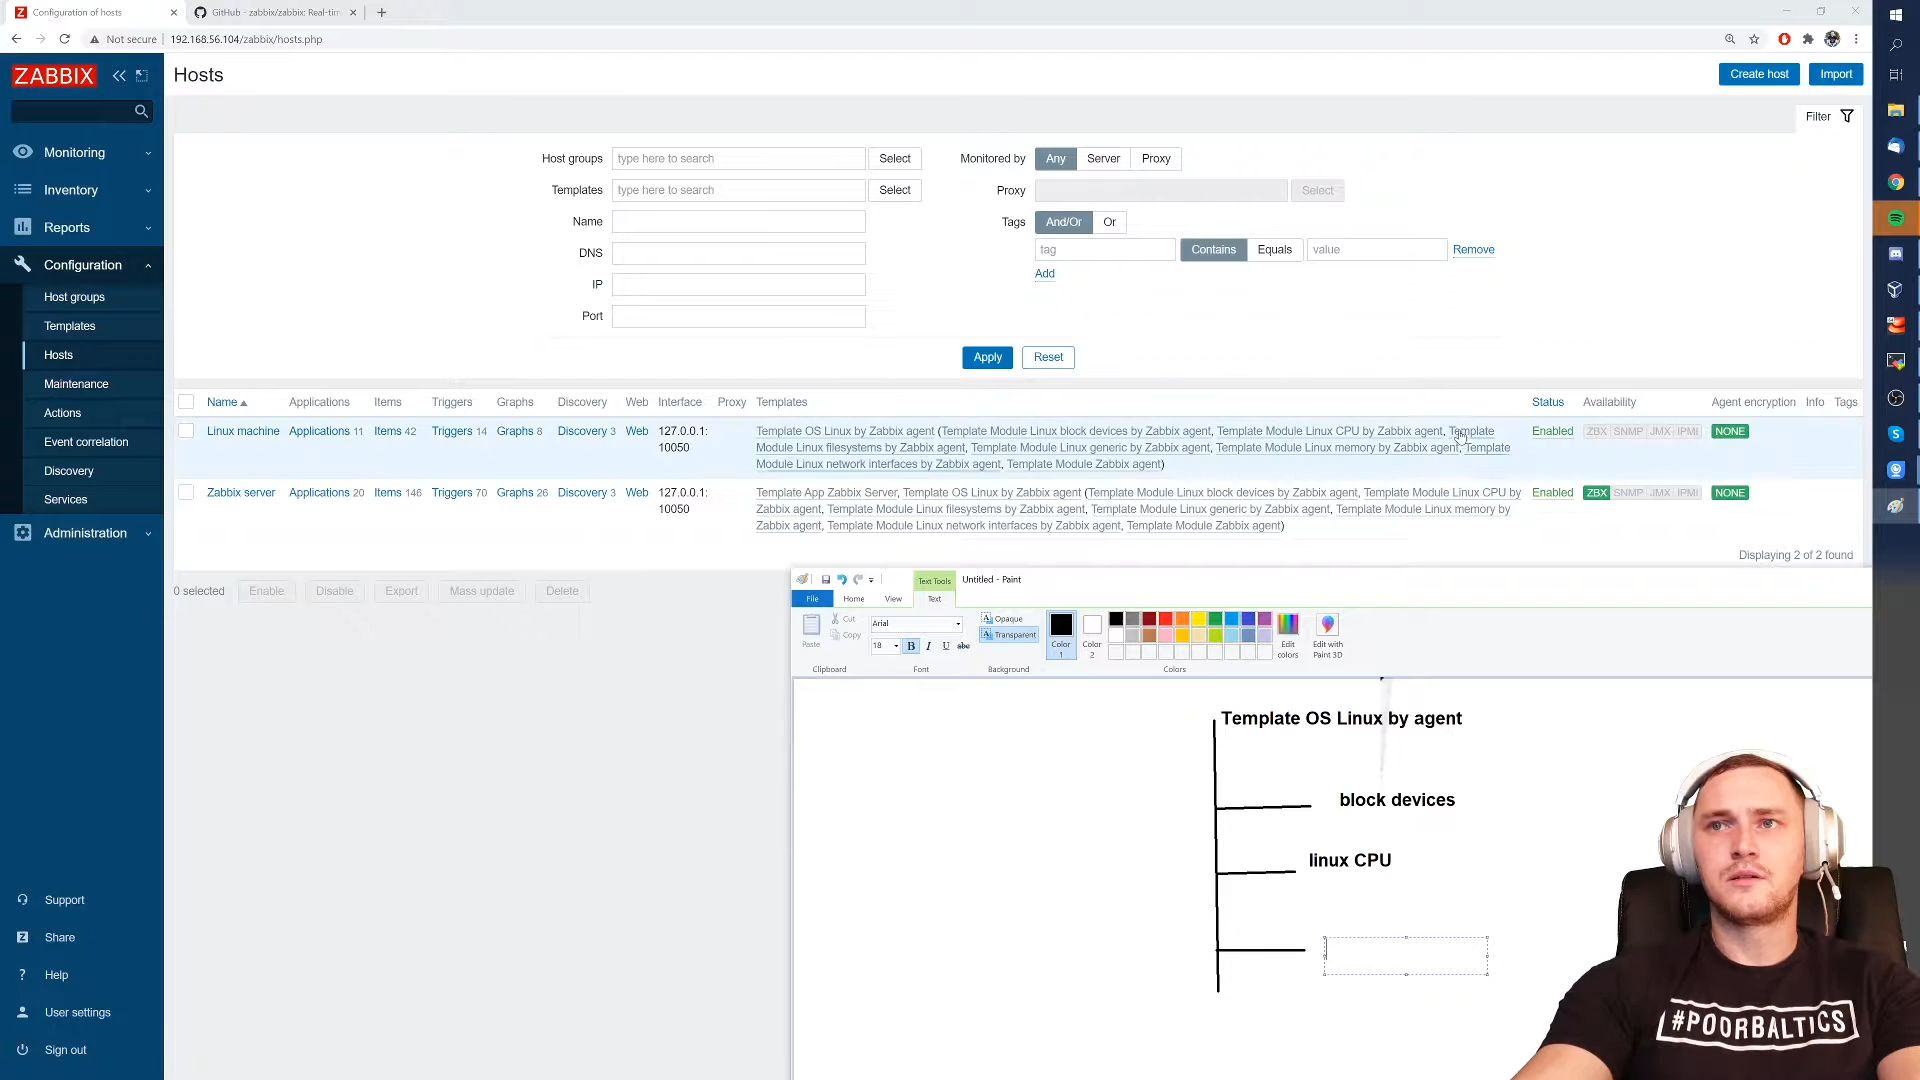 Configuration of hosts
GitHub - zabbix/zabbix: Real-tim
Not secure 192.168.56.104/zabbix/hosts.php
ZABBIX
Hosts
Create host Import
Filter
Monitoring
Inventory
Reports
Configuration
Host groups
Templates
Hosts
Maintenance
Actions
Event correlation
Discovery
Services
Administration
Support
Share
Help
User settings
Sign out
Host groups type here to search Select
Templates type here to search Select
Name
DNS
IP
Port
Monitored by Any Server Proxy
Proxy Select
Tags And/Or Or
tag Contains Equals value Remove
Add
Apply Reset
Name Applications Items Triggers Graphs Discovery Web Interface Proxy Templates Status Availability Agent encryption Info Tags
Linux machine Applications 11 Items 42 Triggers 14 Graphs 8 Discovery 3 Web 127.0.0.1: 10050
Template OS Linux by Zabbix agent (Template Module Linux block devices by Zabbix agent, Template Module Linux CPU by Zabbix agent, Template
Module Linux filesystems by Zabbix agent, Template Module Linux generic by Zabbix agent, Template Module Linux memory by Zabbix agent, Template
Module Linux network interfaces by Zabbix agent, Template Module Zabbix agent)
Enabled ZBX SNMP JMX IPMI NONE
Zabbix server Applications 20 Items 146 Triggers 70 Graphs 26 Discovery 3 Web 127.0.0.1: 10050
Template App Zabbix Server, Template OS Linux by Zabbix agent (Template Module Linux block devices by Zabbix agent, Template Module Linux CPU by
Zabbix agent, Template Module Linux filesystems by Zabbix agent, Template Module Linux generic by Zabbix agent, Template Module Linux memory by
Zabbix agent, Template Module Linux network interfaces by Zabbix agent, Template Module Zabbix agent)
Enabled ZBX SNMP JMX IPMI NONE
Displaying 2 of 2 found
0 selected Enable Disable Export Mass update Delete
Text Tools Untitled - Paint
File Home View Text
Paste
Cut
Copy
Clipboard
Arial
18 B I U abc
Font
Opaque
Transparent
Background
Color 1
Color 2
Colors
Edit colors
Edit with Paint 3D
Template OS Linux by agent
block devices
linux CPU
#POORBALTICS